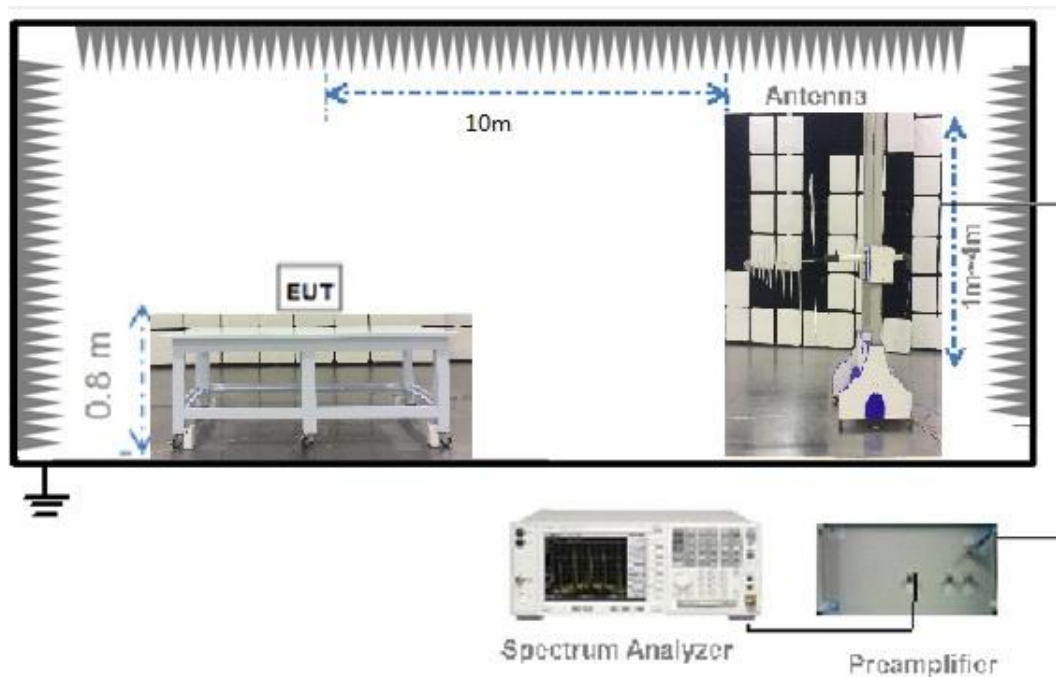 Antenna
10m
1m~4m
EUT
0.8 m
Spectrum Analyzer
Preamplifier